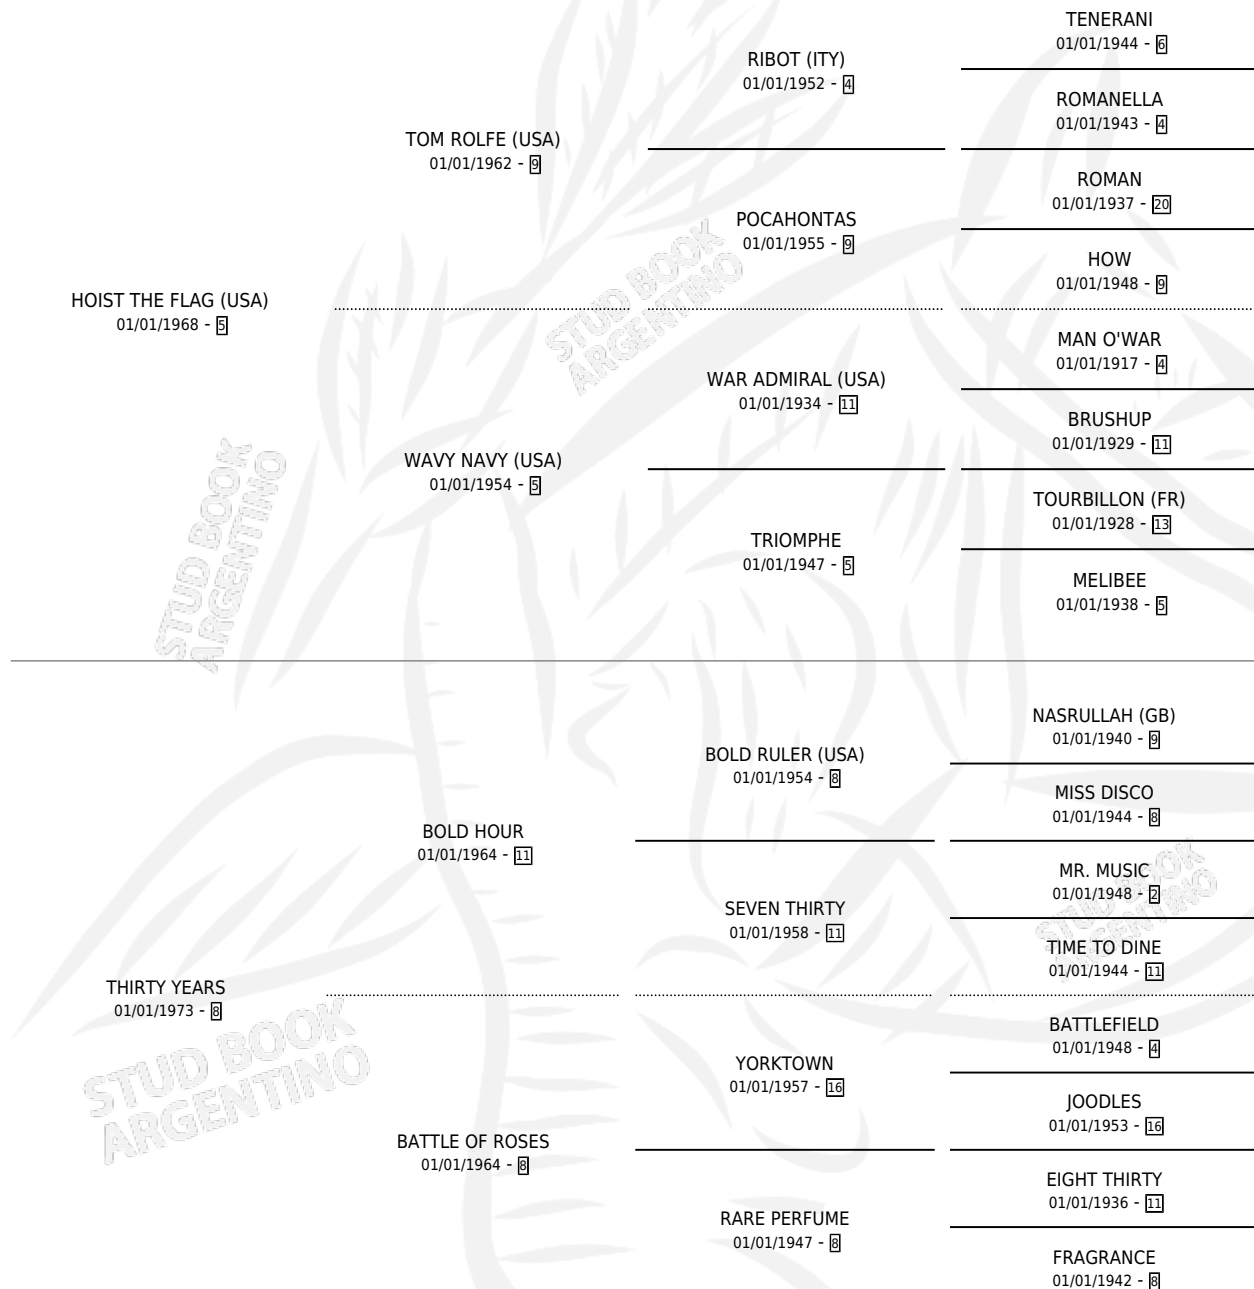 TENERANI
01/01/1944 - 6
RIBOT (ITY)
01/01/1952 - 4
ROMANELLA
01/01/1943 - 4
TOM ROLFE (USA)
01/01/1962 - 9
ROMAN
01/01/1937 - 20
POCAHONTAS
01/01/1955 - 9
HOW
01/01/1948 - 9
HOIST THE FLAG (USA)
01/01/1968 - 5
MAN O'WAR
01/01/1917 - 4
WAR ADMIRAL (USA)
01/01/1934 - 11
BRUSHUP
01/01/1929 - 11
WAVY NAVY (USA)
01/01/1954 - 5
TOURBILLON (FR)
01/01/1928 - 13
TRIOMPHE
01/01/1947 - 5
MELIBEE
01/01/1938 - 5
NASRULLAH (GB)
01/01/1940 - 9
BOLD RULER (USA)
01/01/1954 - 8
MISS DISCO
01/01/1944 - 8
BOLD HOUR
01/01/1964 - 11
MR. MUSIC
01/01/1948 - 2
SEVEN THIRTY
01/01/1958 - 11
TIME TO DINE
01/01/1944 - 11
THIRTY YEARS
01/01/1973 - 8
BATTLEFIELD
01/01/1948 - 4
YORKTOWN
01/01/1957 - 16
JOODLES
01/01/1953 - 16
BATTLE OF ROSES
01/01/1964 - 8
EIGHT THIRTY
01/01/1936 - 11
RARE PERFUME
01/01/1947 - 8
FRAGRANCE
01/01/1942 - 8
STUD BOOK
ARGENTINO
STUD BOOK
ARGENTINO
STUD BOOK
ARGENTINO
STUD BOOK
ARGENTINO